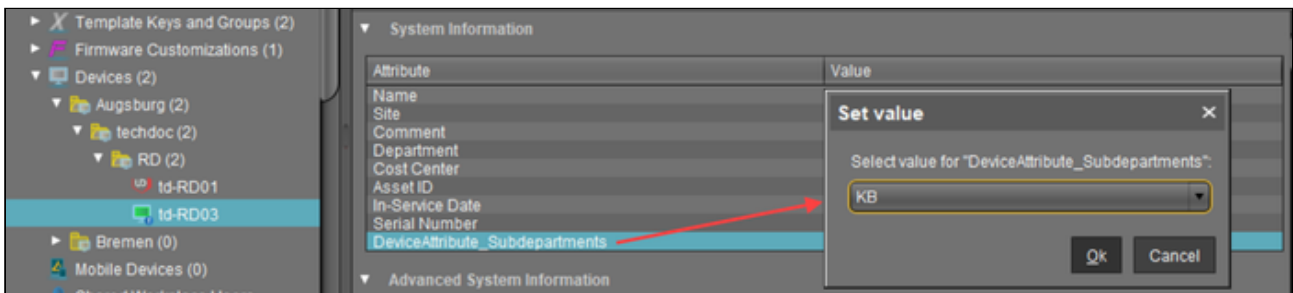 Template Keys and Groups (2)
Firmware Customizations (1)
Devices (2)
Augsburg (2)
techdoc (2)
RD (2)
td-RD01
td-RD03
Bremen (0)
Mobile Devices (0)
System Information
Attribute Value
Name
Site
Comment
Department
Cost Center
Asset ID
In-Service Date
Serial Number
DeviceAttribute_Subdepartments
Advanced System Information
Set value
Select value for "DeviceAttribute_Subdepartments":
KB
Ok Cancel